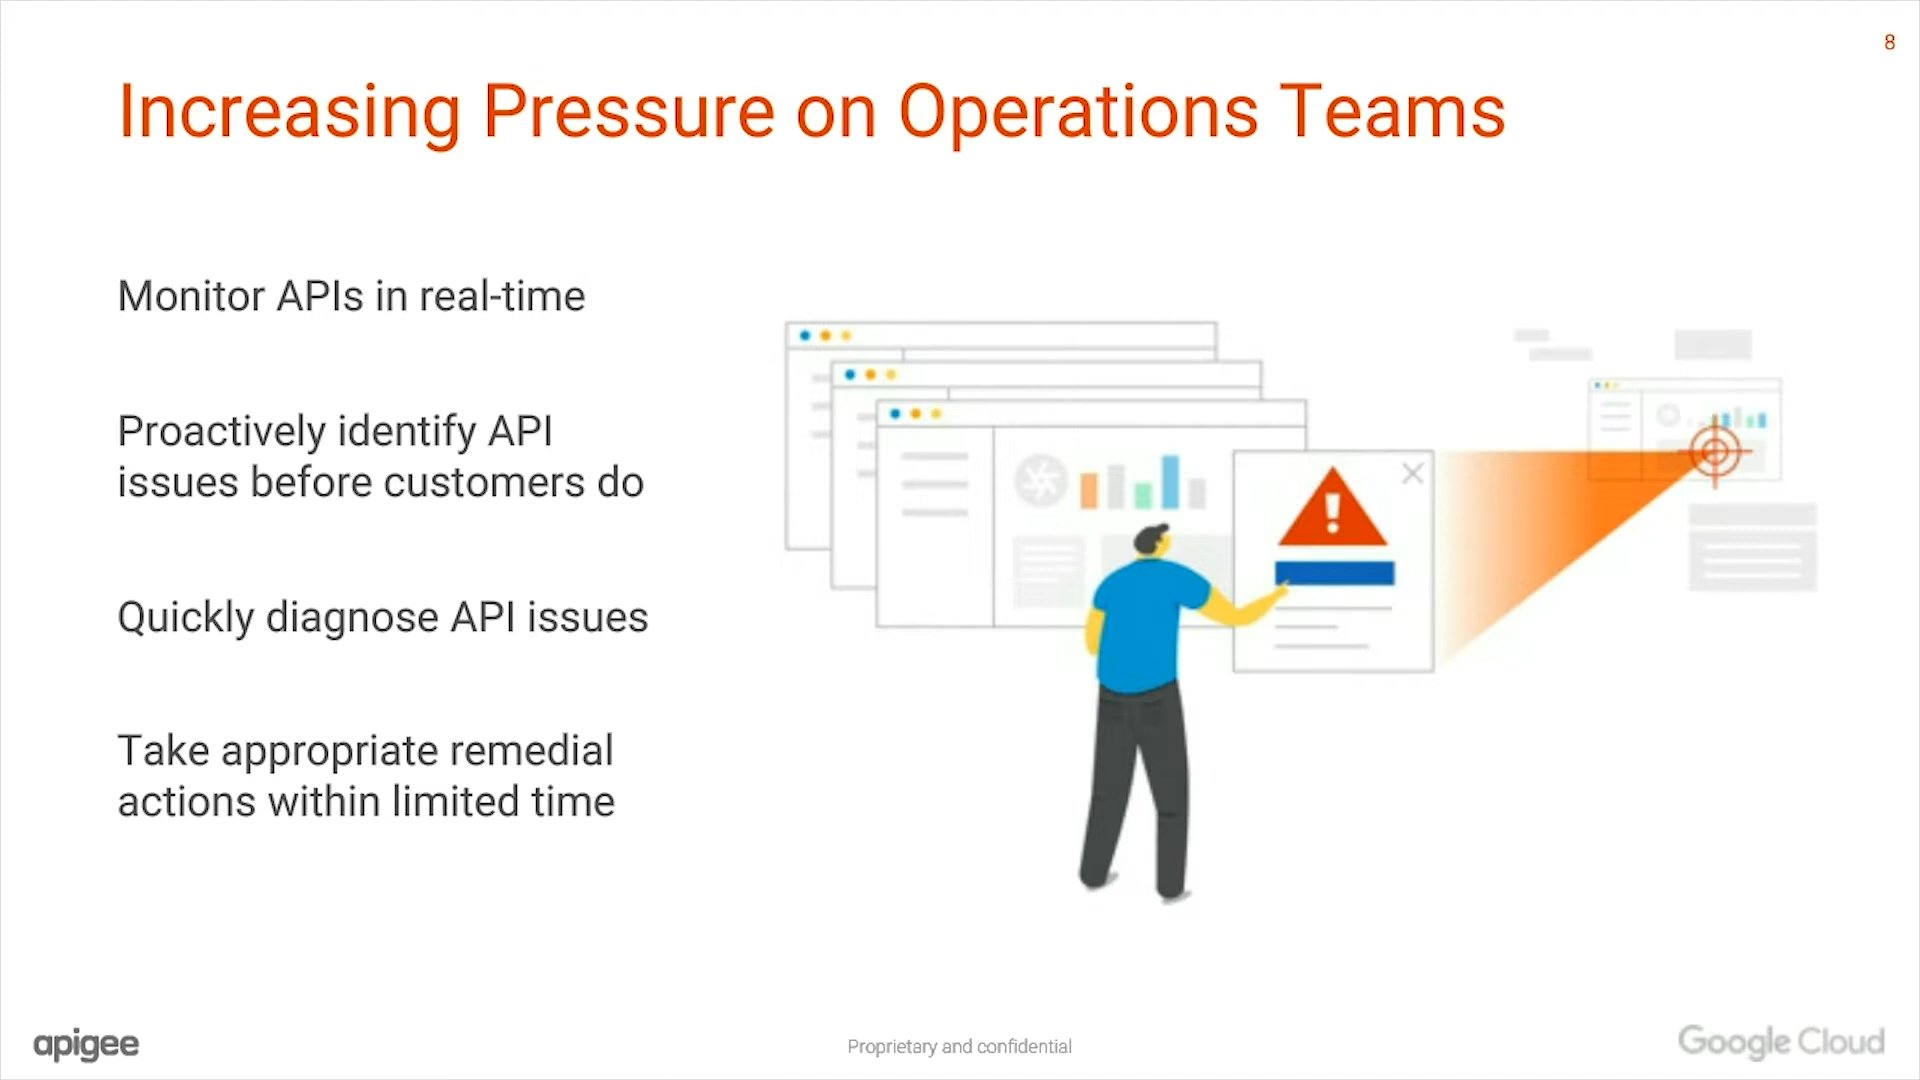 8
Increasing Pressure on Operations Teams
Monitor APIs in real-time
Proactively identify API
issues before customers do
Quickly diagnose API issues
Take appropriate remedial
actions within limited time
!
apigee
Proprietary and confidential
Google Cloud